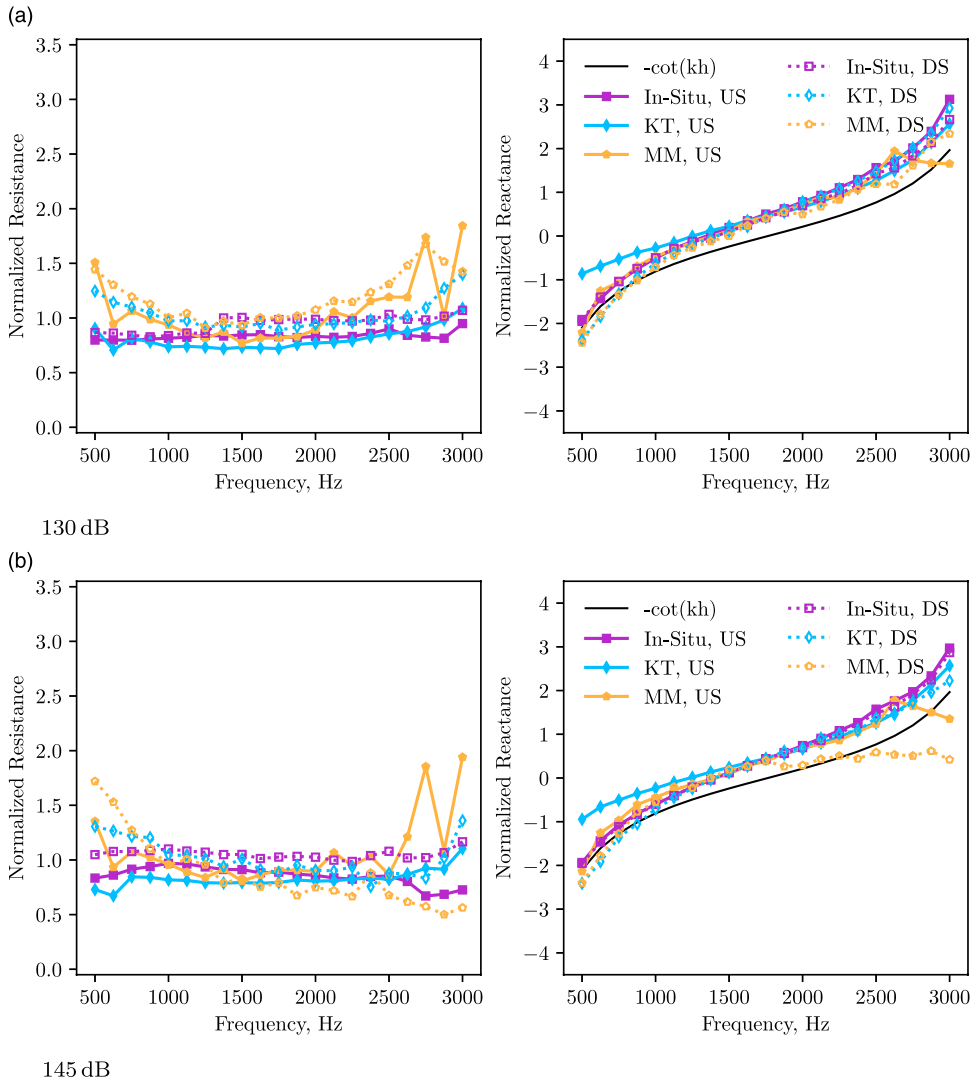 (a)
3.5
3.0
2.5
2.0
1.5
1.0
0.5
0.0
Normalized Resistance
500 1000 1500 2000 2500 3000
Frequency, Hz
4
3
2
1
0
−1
−2
−3
−4
Normalized Reactance
-cot(kh)
In-Situ, US
KT, US
MM, US
In-Situ, DS
KT, DS
MM, DS
500 1000 1500 2000 2500 3000
Frequency, Hz
130 dB
(b)
3.5
3.0
2.5
2.0
1.5
1.0
0.5
0.0
Normalized Resistance
500 1000 1500 2000 2500 3000
Frequency, Hz
4
3
2
1
0
−1
−2
−3
−4
Normalized Reactance
-cot(kh)
In-Situ, US
KT, US
MM, US
In-Situ, DS
KT, DS
MM, DS
500 1000 1500 2000 2500 3000
Frequency, Hz
145 dB